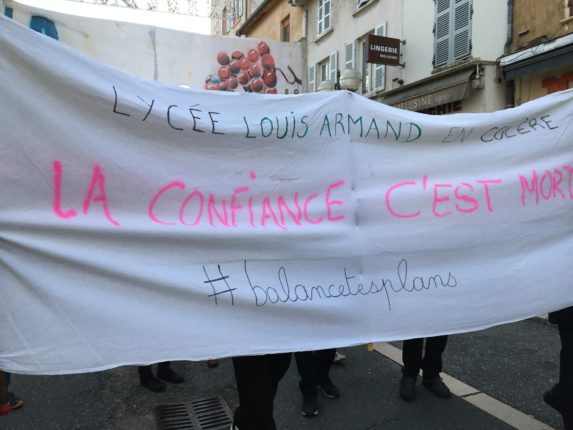 LINGERIE
LYCÉE LOUIS ARMAND EN COLÈRE
LA CONFIANCE C'EST MORT
#balancetesplans